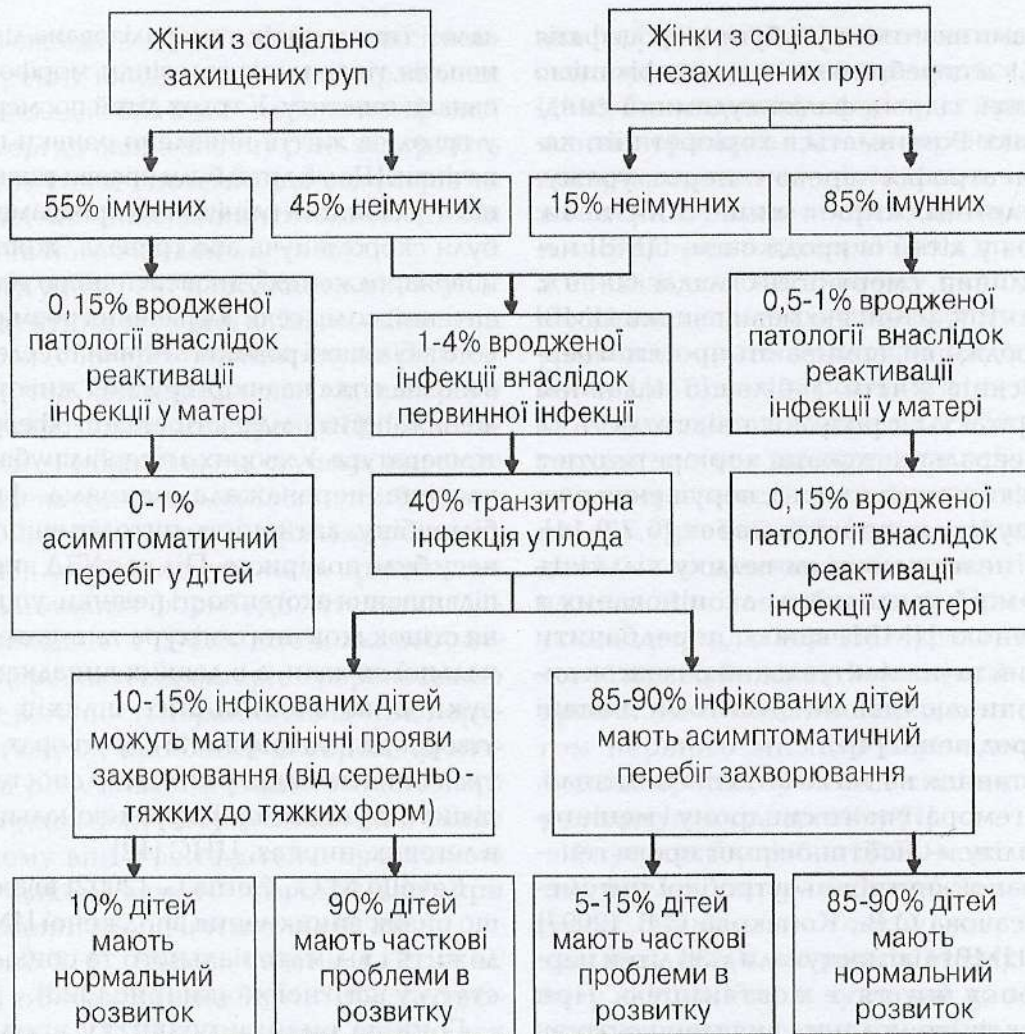 Жінки з соціально
захищених груп
Жінки з соціально
незахищених груп
55% імунних
45% неімунних
15% неімунних
85% імунних
0,15% вродженої
патології внаслідок
реактивації
інфекції у матері
1-4% вродженої
інфекції внаслідок
первинної інфекції
0,5-1% вродженої
патології внаслідок
реактивації
інфекції у матері
0-1%
асимптоматичний
перебіг у дітей
40% транзиторна
інфекція у плода
0,15% вродженої
патології внаслідок
реактивації
інфекції у матері
10-15% інфікованих дітей
можуть мати клінічні прояви
захворювання (від середньо-
тяжких до тяжких форм)
85-90% інфікованих дітей
мають асимптоматичний
перебіг захворювання
10% дітей
мають
нормальний
розвиток
90% дітей
мають часткові
проблеми в
розвитку
5-15% дітей
мають часткові
проблеми в
розвитку
85-90% дітей
мають
нормальний
розвиток